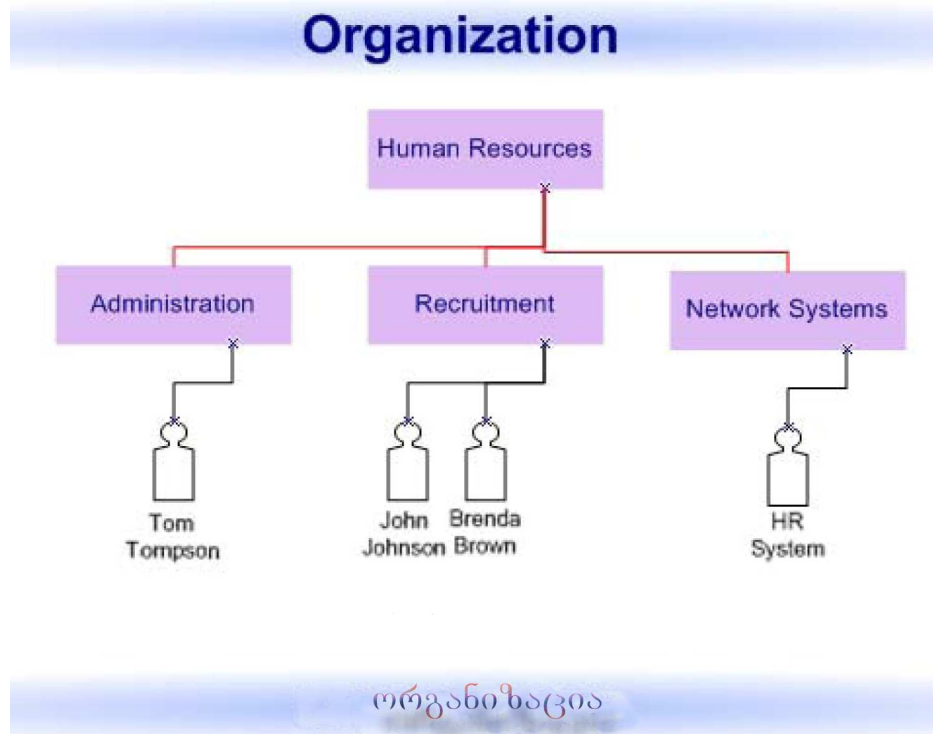 Organization
Human Resources
Administration
Recruitment
Network Systems
Tom
Tompson
John
Johnson
Brenda
Brown
HR
System
ორგანიზაცია